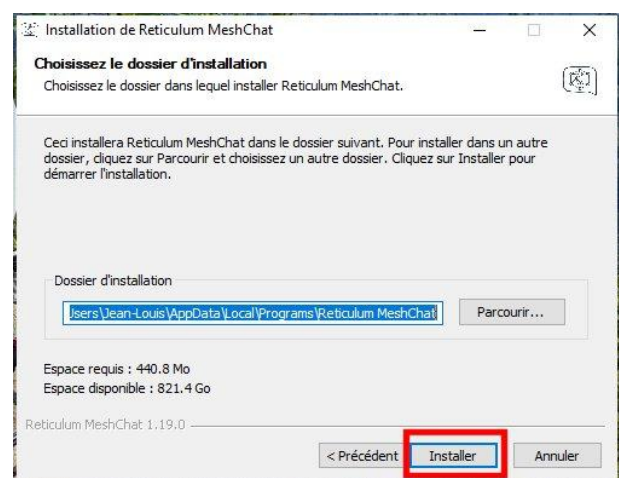 Installation de Reticulum MeshChat
Choisissez le dossier d'installation
Choisissez le dossier dans lequel installer Reticulum MeshChat.
Ceci installera Reticulum MeshChat dans le dossier suivant. Pour installer dans un autre
dossier, cliquez sur Parcourir et choisissez un autre dossier. Cliquez sur Installer pour
démarrer l'installation.
Dossier d'installation
Jsers\Jean-Louis\AppData\Local\Programs\Reticulum MeshChat
Parcourir...
Espace requis : 440.8 Mo
Espace disponible : 821.4 Go
Reticulum MeshChat 1.19.0
< Précédent
Installer
Annuler